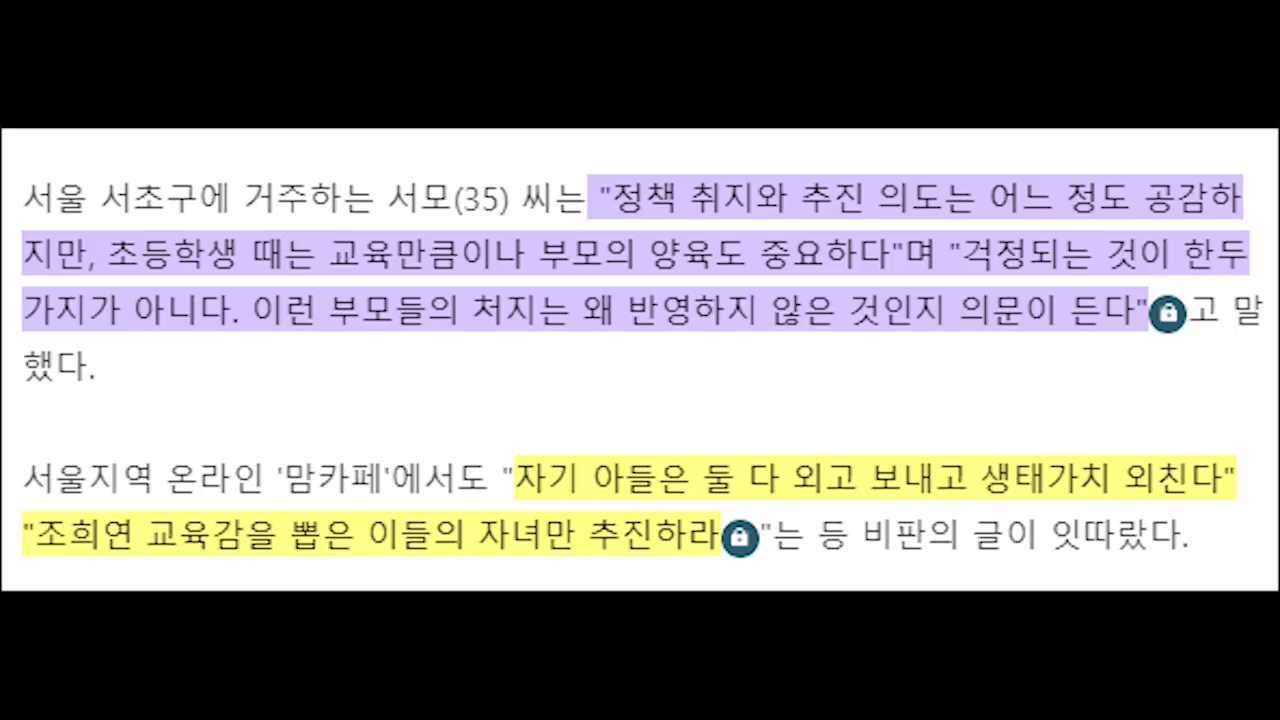 서울 서초구에 거주하는 서모(35) 씨는 "정책 취지와 추진 의도는 어느 정도 공감하
지만, 초등학생 때는 교육만큼이나 부모의 양육도 중요하다"며 "걱정되는 것이 한두
가지가 아니다. 이런 부모들의 처지는 왜 반영하지 않은 것인지 의문이 든다"고 말
했다.
서울지역 온라인 '맘카페'에서도 "자기 아들은 둘 다 외고 보내고 생태가치 외친다"
"조희연 교육감을 뽑은 이들의 자녀만 추진하라"는 등 비판의 글이 잇따랐다.